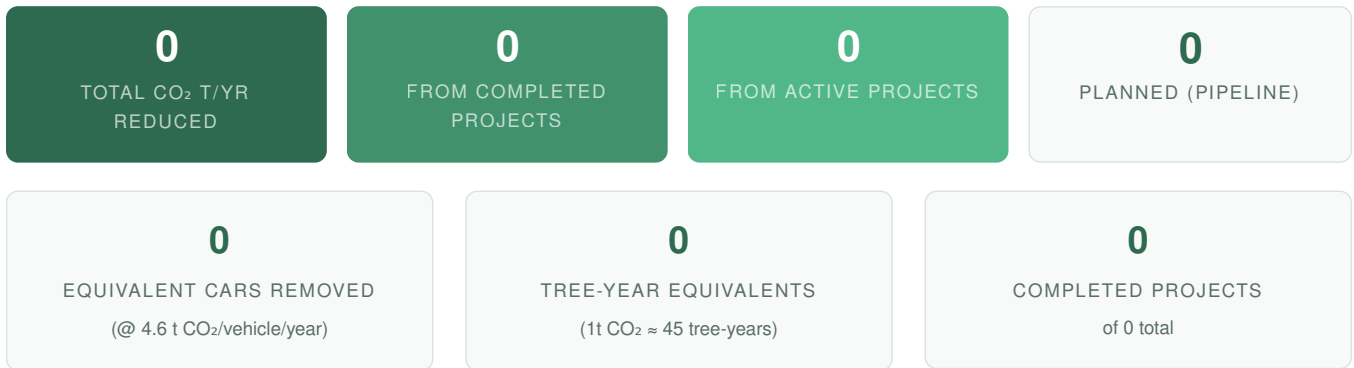 0
TOTAL CO₂ T/YR
REDUCED
0
FROM COMPLETED
PROJECTS
0
FROM ACTIVE PROJECTS
0
PLANNED (PIPELINE)
0
EQUIVALENT CARS REMOVED
(@ 4.6 t CO₂/vehicle/year)
0
TREE-YEAR EQUIVALENTS
(1t CO₂ ≈ 45 tree-years)
0
COMPLETED PROJECTS
of 0 total